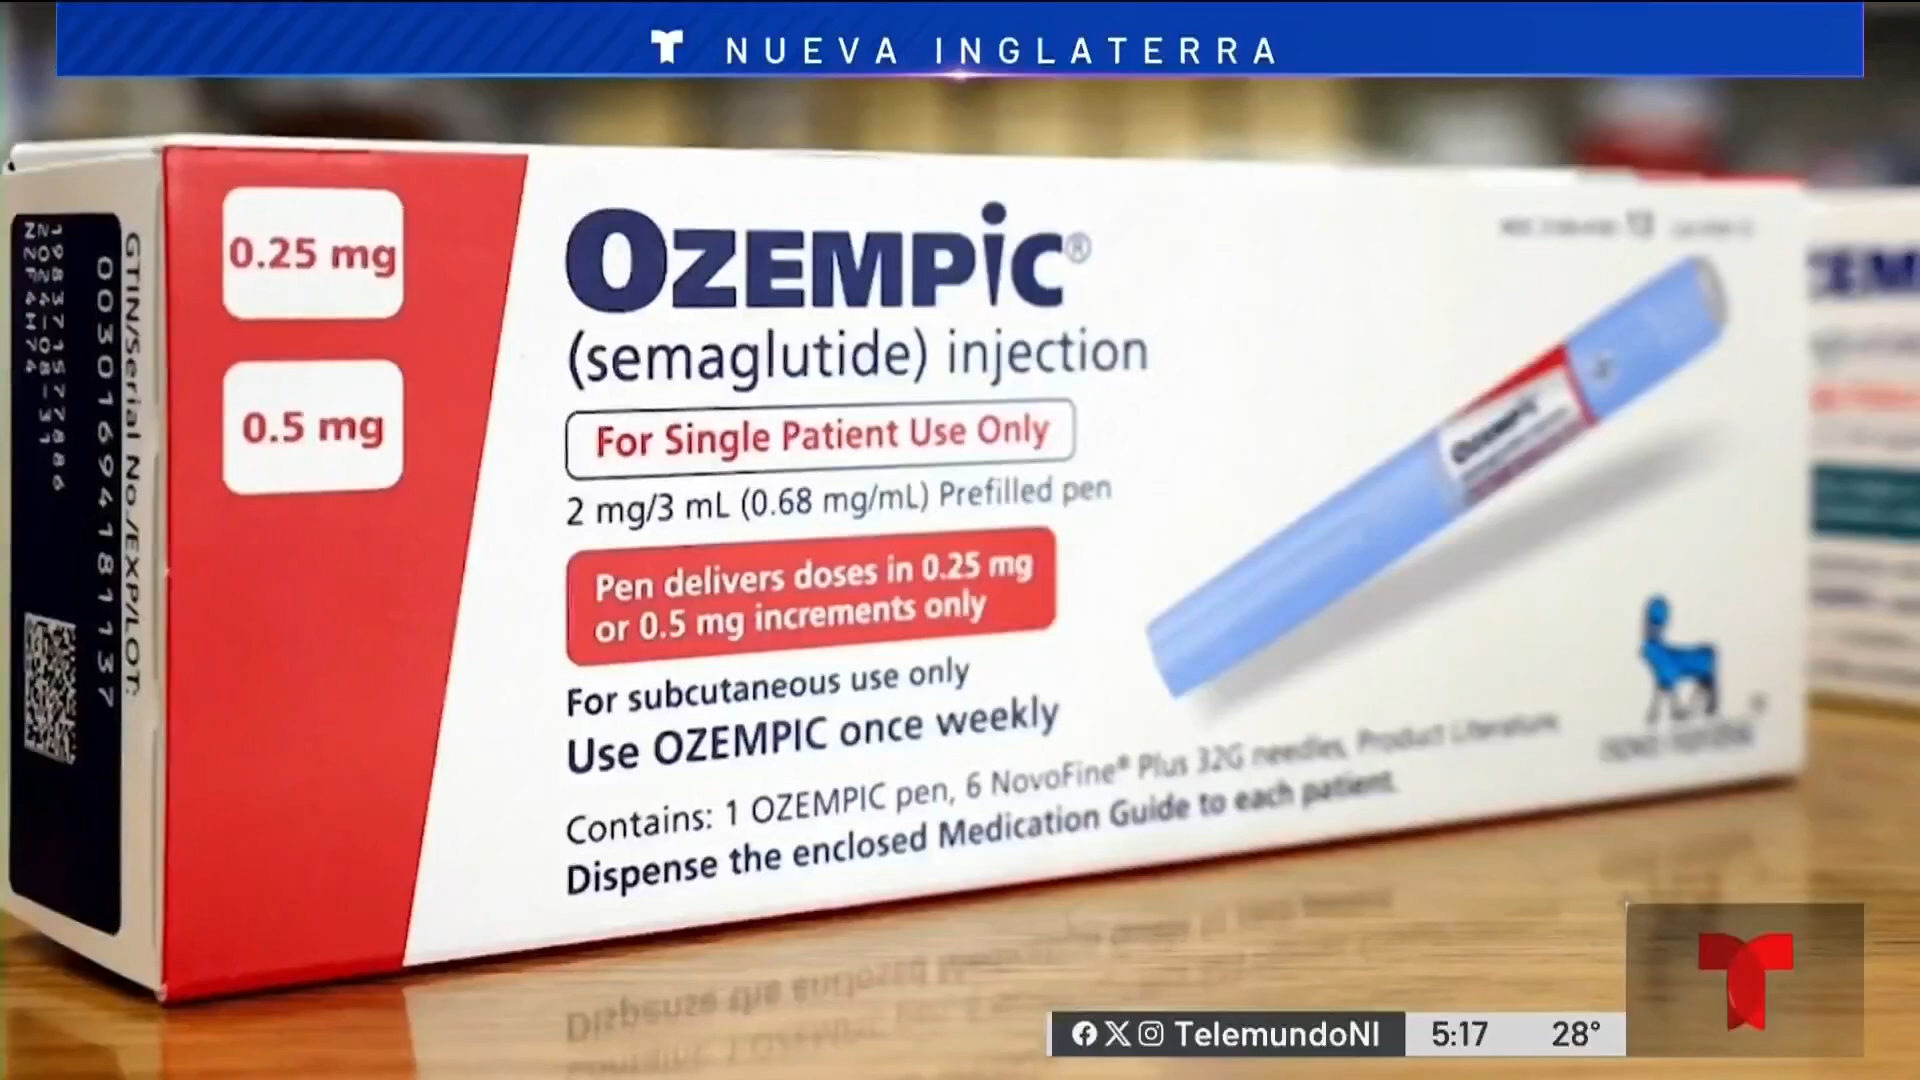 NUEVA INGLATERRA
0.25 mg
0.5 mg
OZEMPIC®
(semaglutide) injection
For Single Patient Use Only
2 mg/3 mL (0.68 mg/mL) Prefilled pen
Pen delivers doses in 0.25 mg
or 0.5 mg increments only
For subcutaneous use only
Use OZEMPIC once weekly
Contains: 1 OZEMPIC pen, 6 NovoFine® Plus 32G needles, Product Literature
Dispense the enclosed Medication Guide to each patient.
GTIN/Serial No./EXP/LOT:
00301694181137
Ozempic
TelemundoNI
5:17
28°